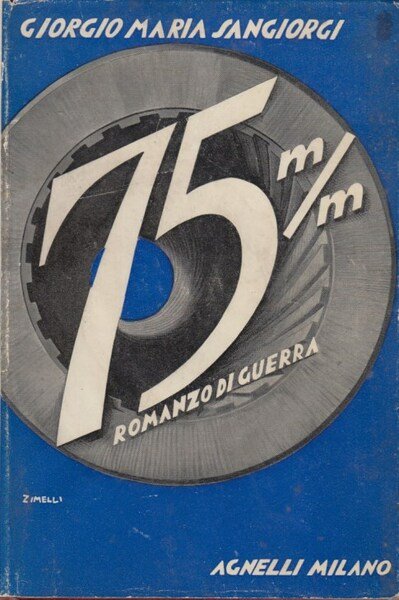 GIORGIO MARIA SANGIORGI
75 m/m
ROMANZO DI GUERRA
ZIMELLI
AGNELLI MILANO